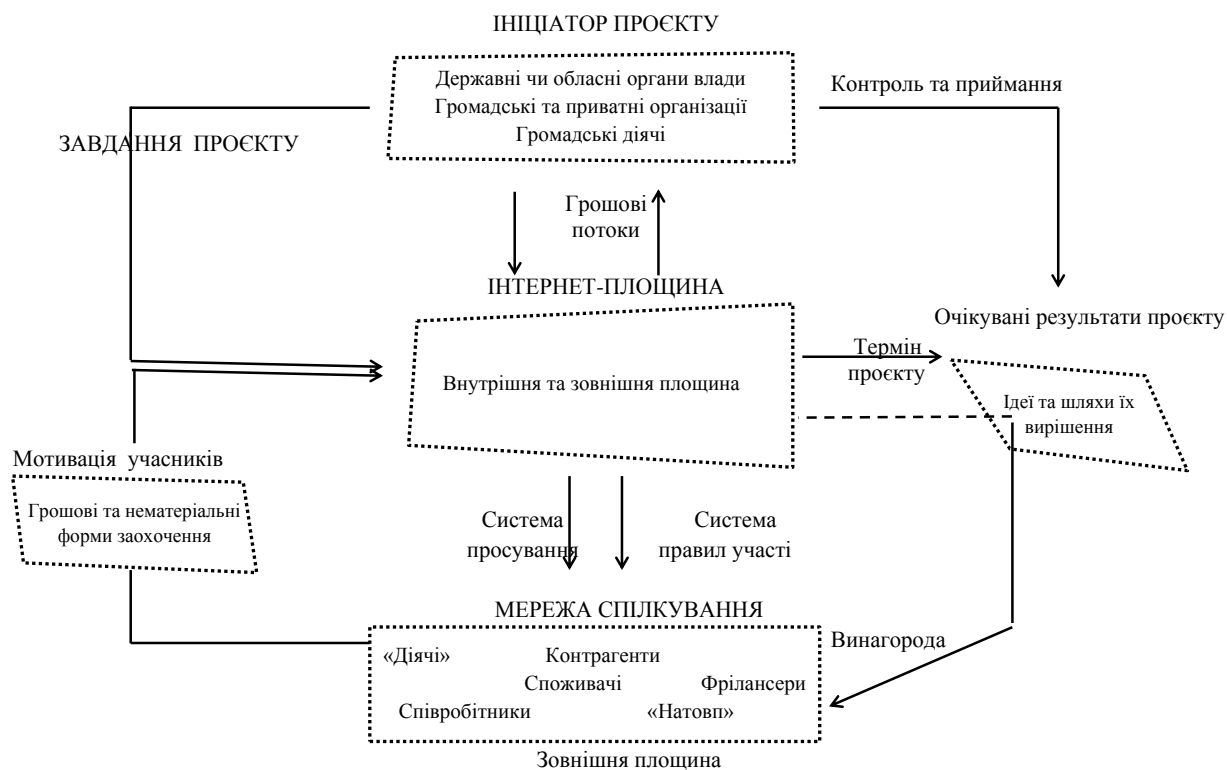 ІНІЦІАТОР ПРОЄКТУ
Державні чи обласні органи влади
Громадські та приватні організації
Громадські діячі
Контроль та приймання
ЗАВДАННЯ ПРОЄКТУ
Грошові
потоки
ІНТЕРНЕТ-ПЛОЩИНА
Внутрішня та зовнішня площина
Термін
проєкту
Очікувані результати проєкту
Ідеї та шляхи їх
вирішення
Мотивація учасників
Грошові та нематеріальні
форми заохочення
Система
просування
Система
правил участі
МЕРЕЖА СПІЛКУВАННЯ
«Діячі» Контрагенти
Споживачі Фрілансери
Співробітники «Натовп»
Винагорода
Зовнішня площина